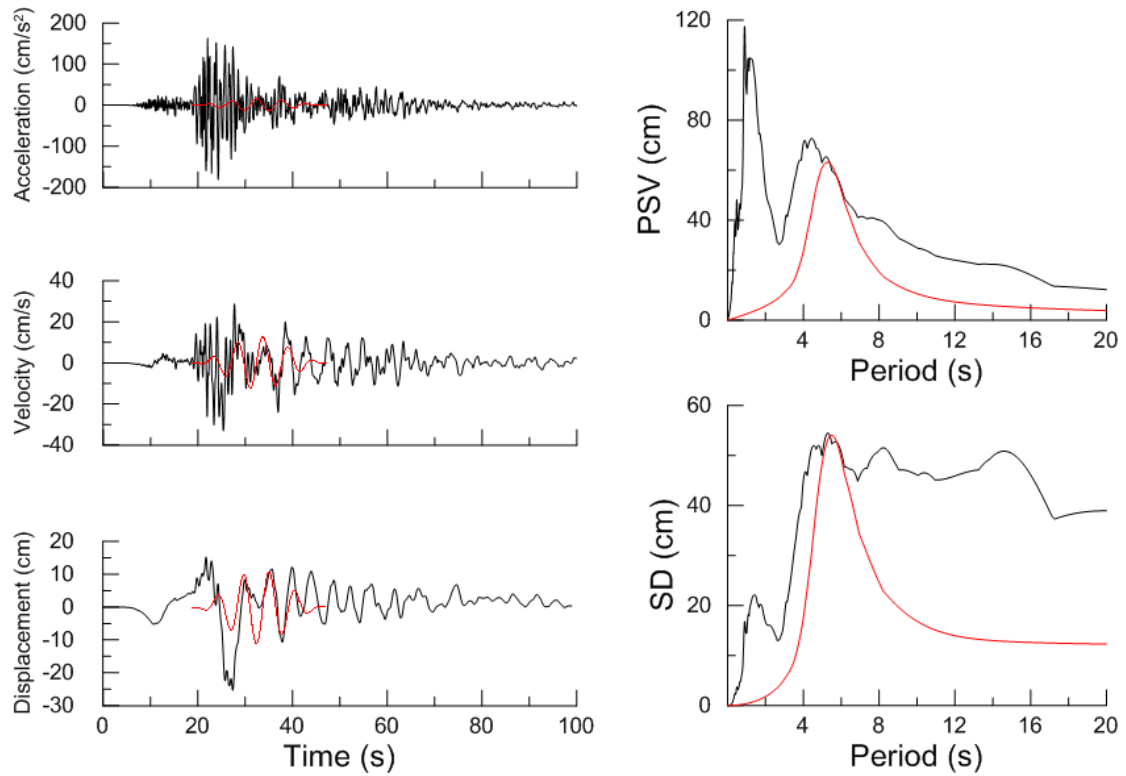 Acceleration (cm/s²)
200
100
0
-100
-200
Velocity (cm/s)
40
20
0
-20
-40
Displacement (cm)
20
10
0
-10
-20
-30
0 20 40 60 80 100
Time (s)
PSV (cm)
120
80
40
0
4 8 12 16 20
Period (s)
SD (cm)
60
40
20
0
4 8 12 16 20
Period (s)